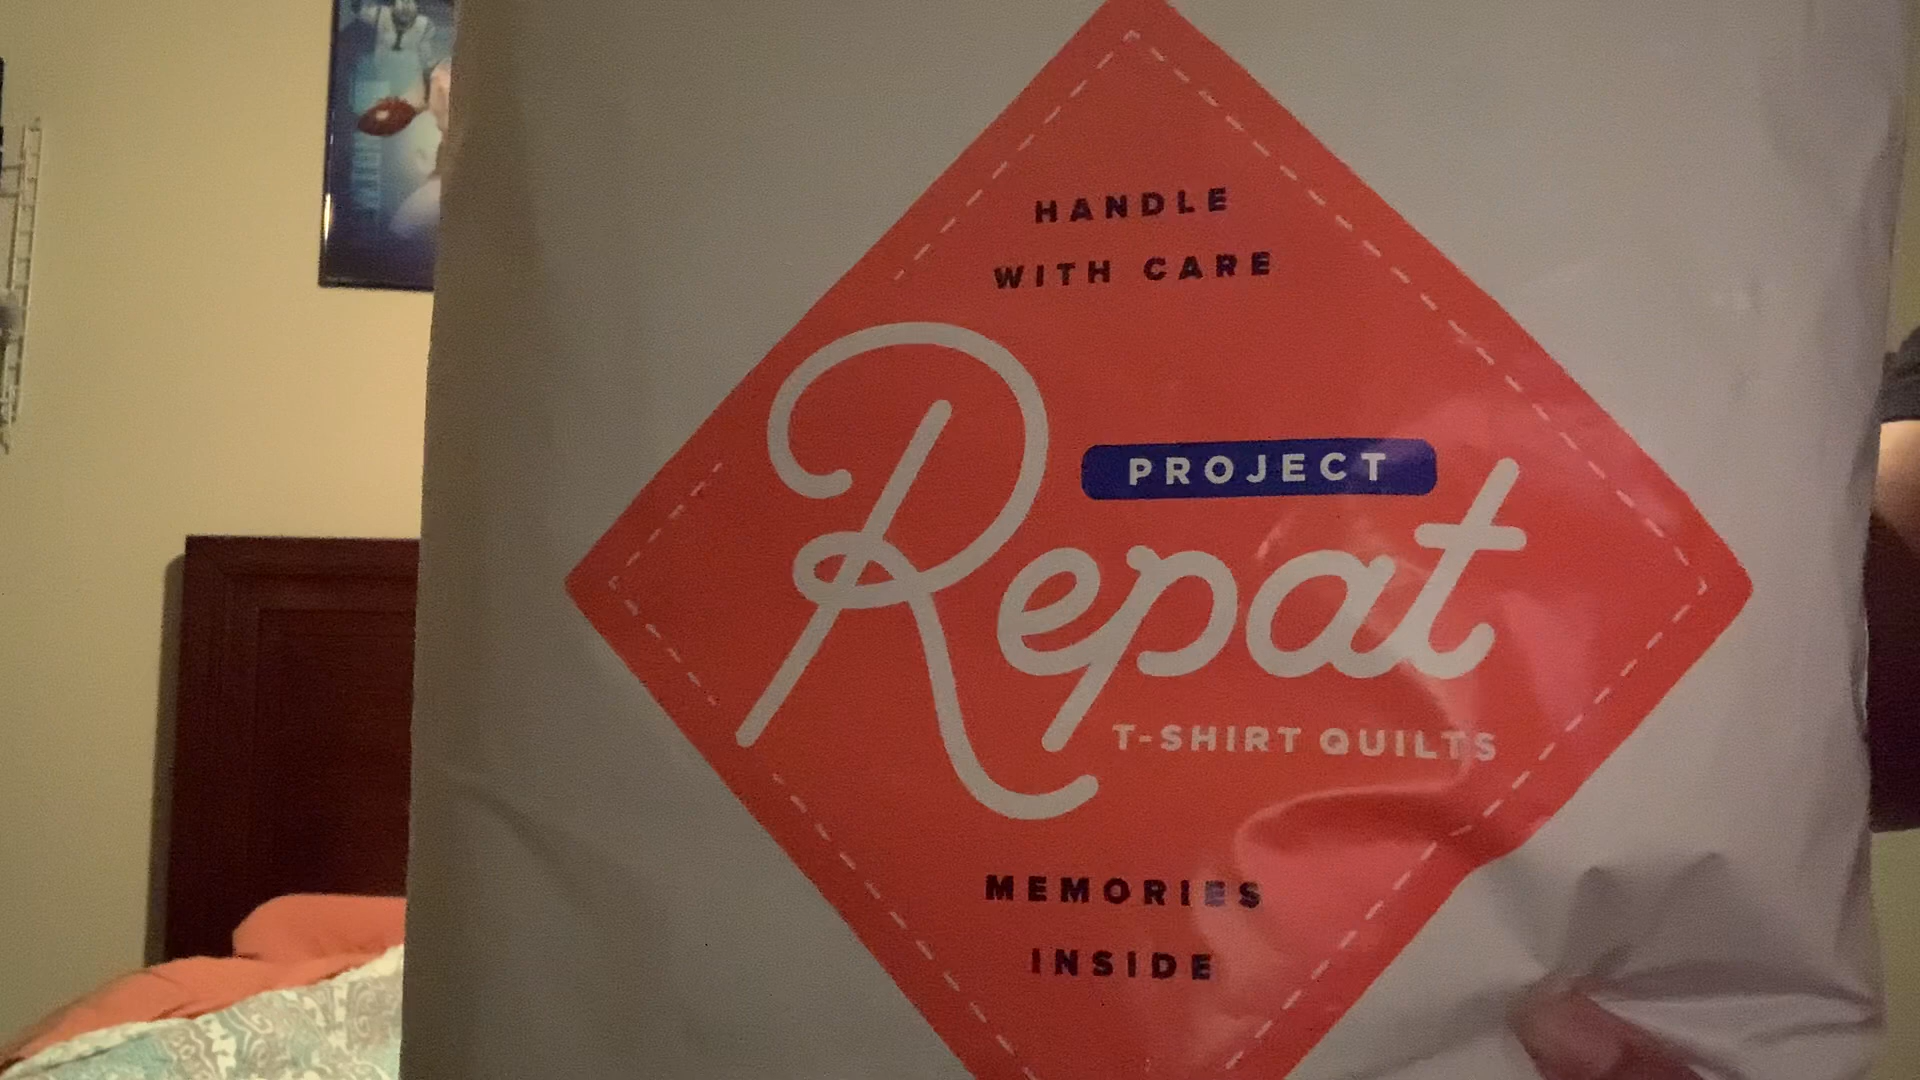 HANDLE
WITH CARE
PROJECT
Repat
T-SHIRT QUILTS
MEMORIES
INSIDE